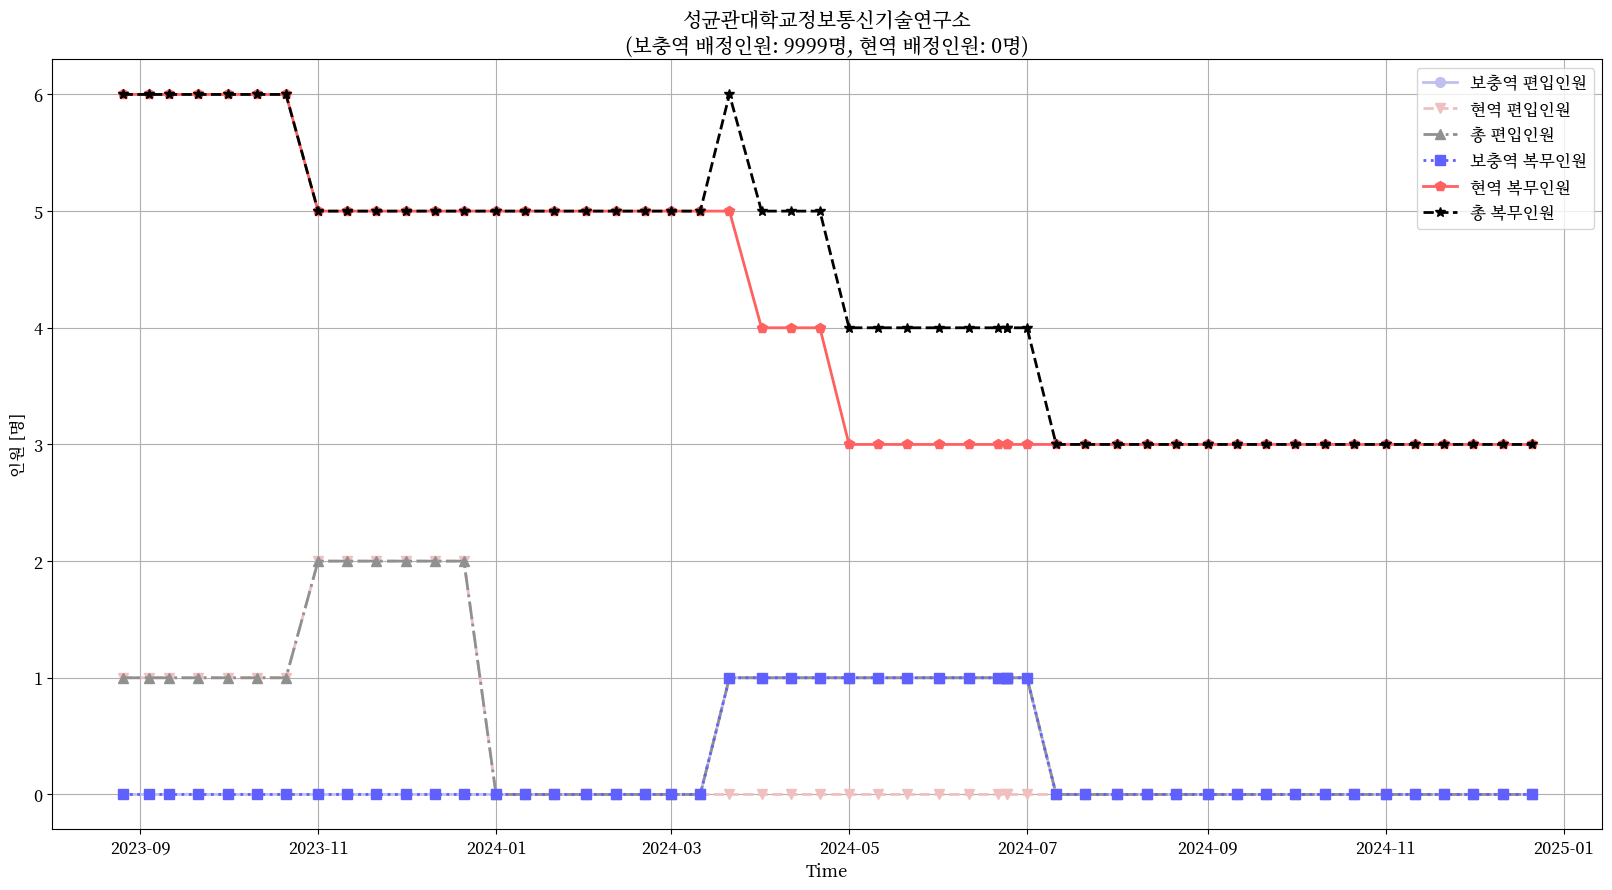 성균관대학교정보통신기술연구소
(보충역 배정인원: 9999명, 현역 배정인원: 0명)
보충역 편입인원
현역 편입인원
총 편입인원
보충역 복무인원
현역 복무인원
총 복무인원
인원 [명]
6
5
4
3
2
1
0
2023-09
2023-11
2024-01
2024-03
2024-05
2024-07
2024-09
2024-11
2025-01
Time